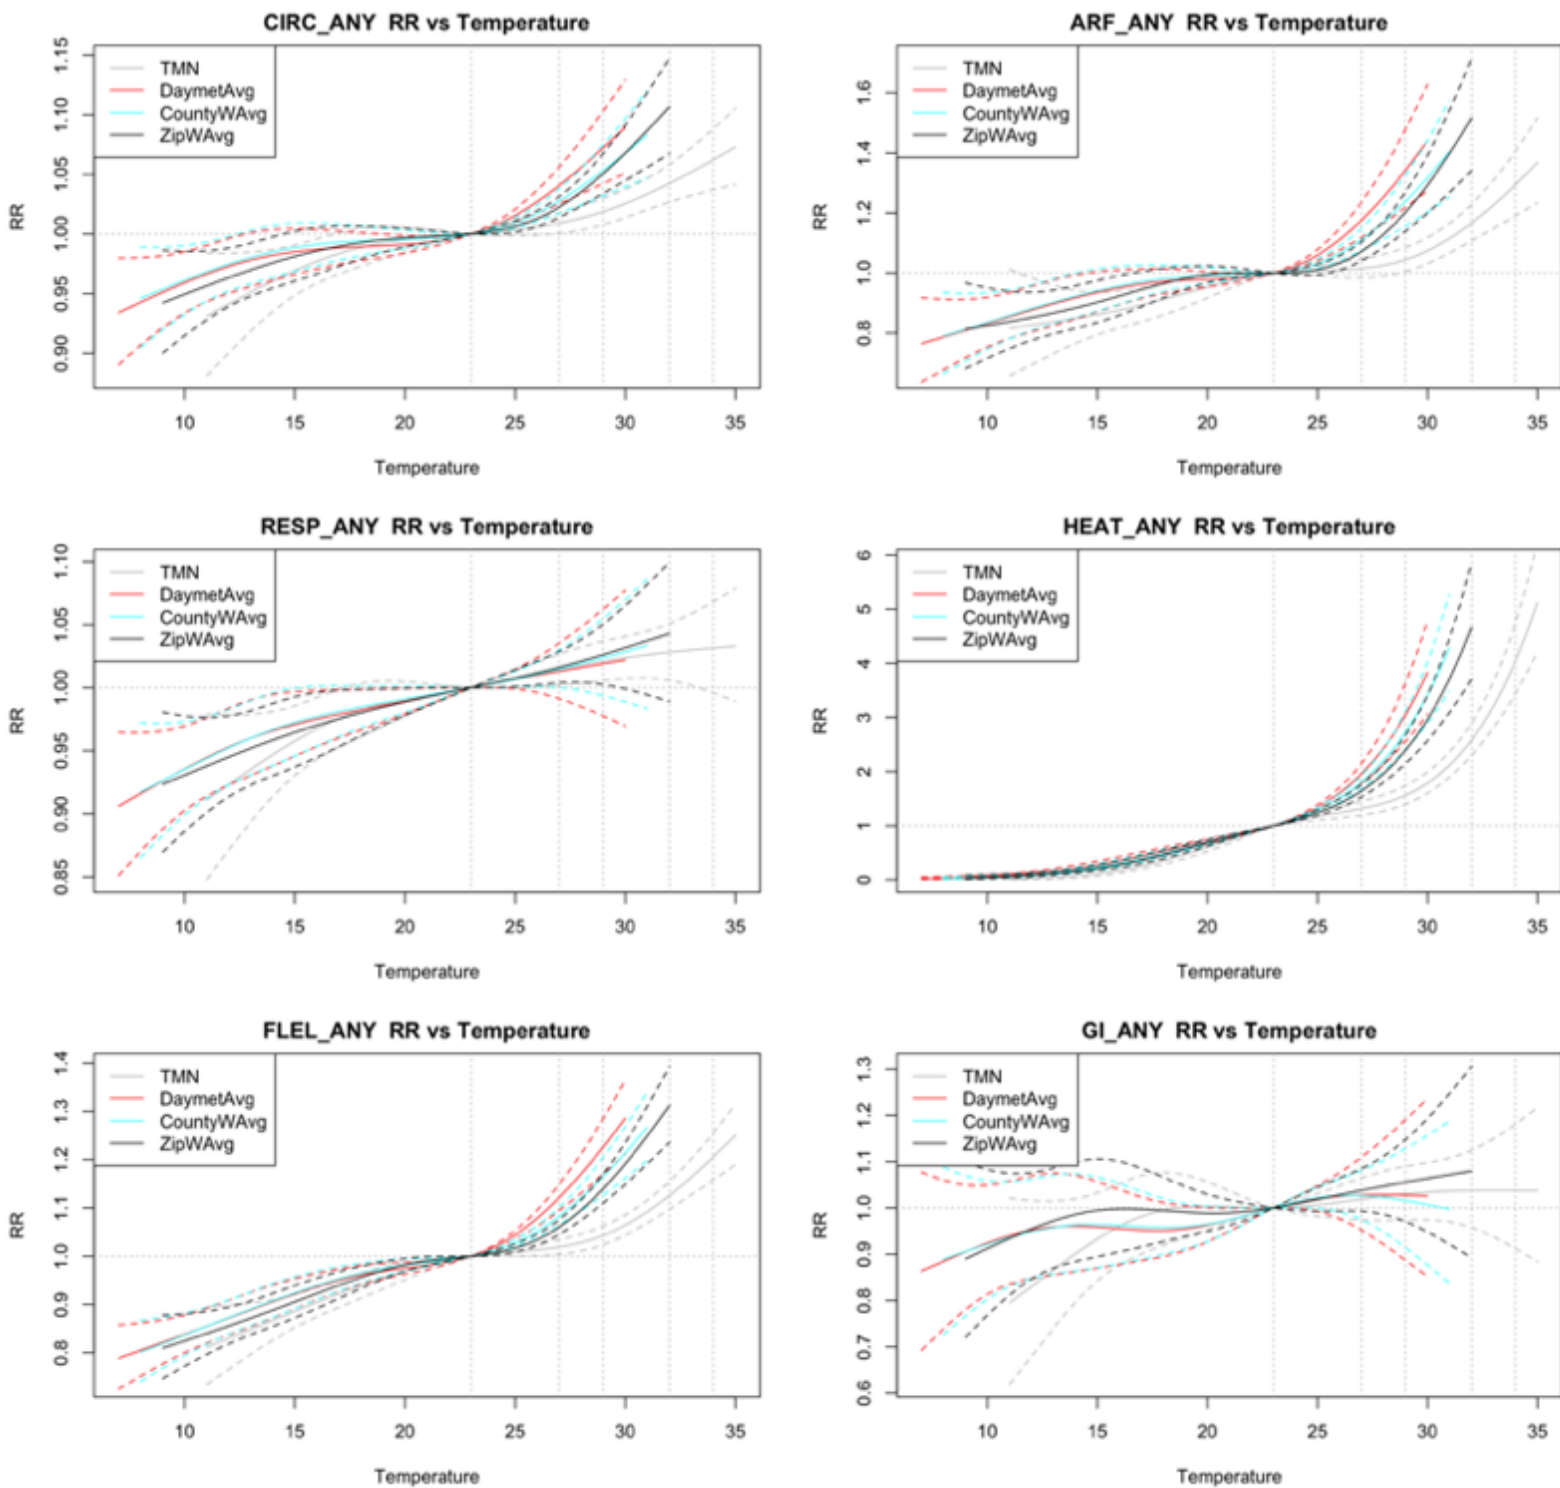 CIRC_ANY RR vs Temperature
TMN
DaymetAvg
CountyWAvg
ZipWAvg
RR
0.90 0.95 1.00 1.05 1.10 1.15
10 15 20 25 30 35
Temperature
ARF_ANY RR vs Temperature
TMN
DaymetAvg
CountyWAvg
ZipWAvg
RR
0.8 1.0 1.2 1.4 1.6
10 15 20 25 30 35
Temperature
RESP_ANY RR vs Temperature
TMN
DaymetAvg
CountyWAvg
ZipWAvg
RR
0.85 0.90 0.95 1.00 1.05 1.10
10 15 20 25 30 35
Temperature
HEAT_ANY RR vs Temperature
TMN
DaymetAvg
CountyWAvg
ZipWAvg
RR
0 1 2 3 4 5 6
10 15 20 25 30 35
Temperature
FLEL_ANY RR vs Temperature
TMN
DaymetAvg
CountyWAvg
ZipWAvg
RR
0.8 0.9 1.0 1.1 1.2 1.3 1.4
10 15 20 25 30 35
Temperature
GI_ANY RR vs Temperature
TMN
DaymetAvg
CountyWAvg
ZipWAvg
RR
0.6 0.7 0.8 0.9 1.0 1.1 1.2 1.3
10 15 20 25 30 35
Temperature